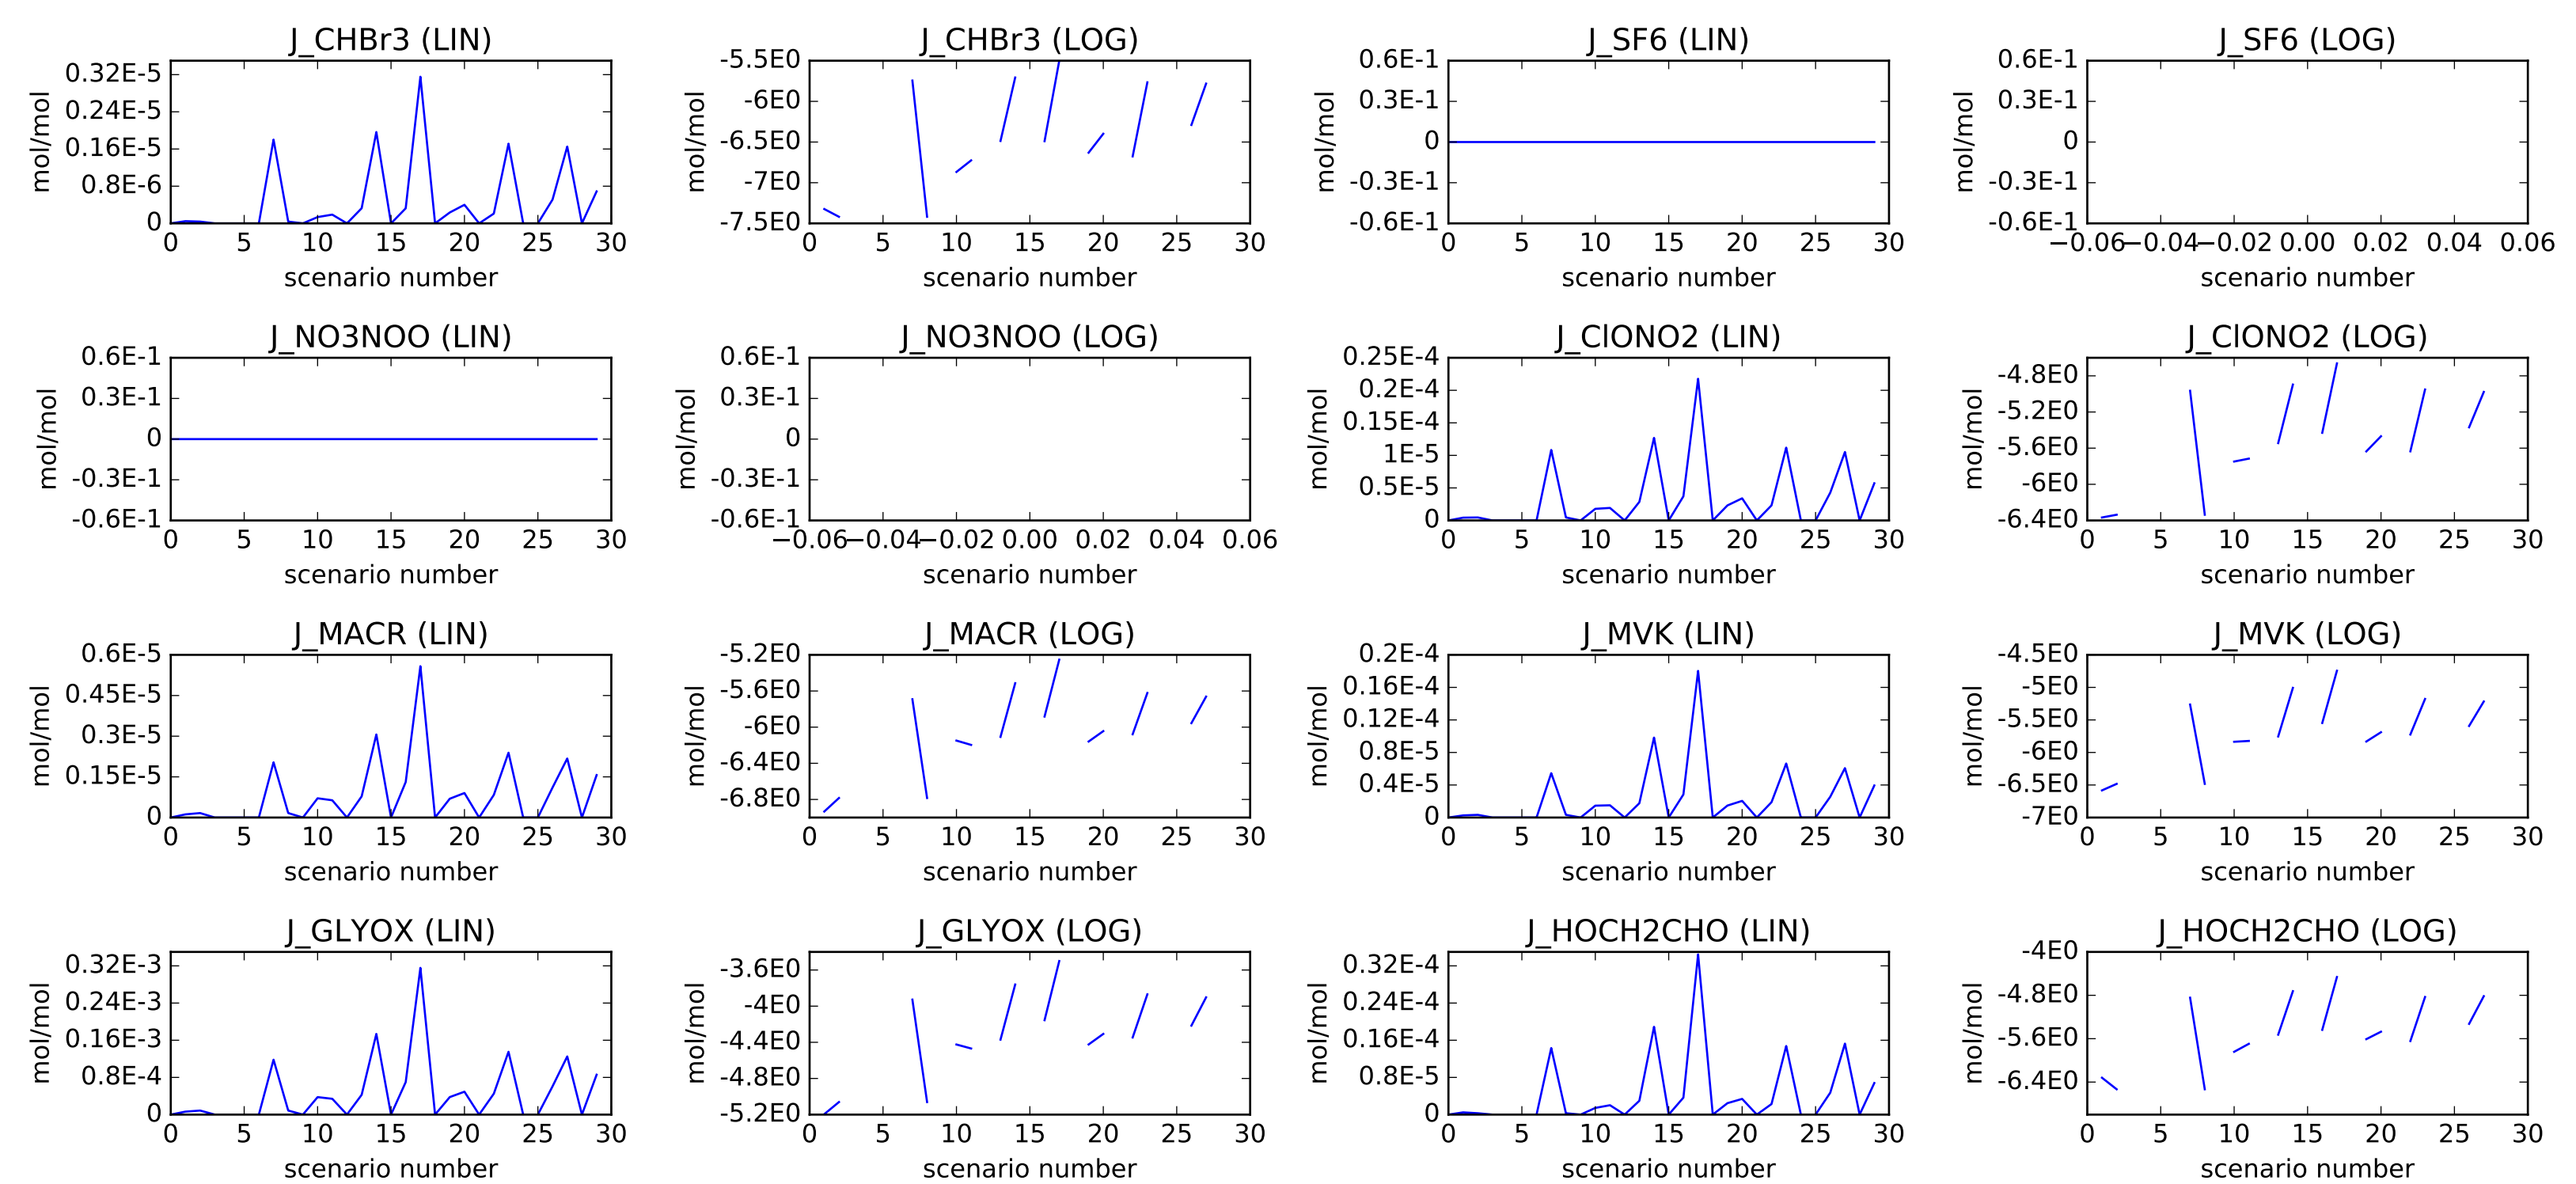 J_CHBr3 (LIN)
0.32E-5
0.24E-5
0.16E-5
0.8E-6
0
mol/mol
0 5 10 15 20 25 30
scenario number
J_CHBr3 (LOG)
-5.5E0
-6E0
-6.5E0
-7E0
-7.5E0
mol/mol
0 5 10 15 20 25 30
scenario number
J_SF6 (LIN)
0.6E-1
0.3E-1
0
-0.3E-1
-0.6E-1
mol/mol
0 5 10 15 20 25 30
scenario number
J_SF6 (LOG)
0.6E-1
0.3E-1
0
-0.3E-1
-0.6E-1
mol/mol
−0.06 −0.04 −0.02 0.00 0.02 0.04 0.06
scenario number
J_NO3NOO (LIN)
0.6E-1
0.3E-1
0
-0.3E-1
-0.6E-1
mol/mol
0 5 10 15 20 25 30
scenario number
J_NO3NOO (LOG)
0.6E-1
0.3E-1
0
-0.3E-1
-0.6E-1
mol/mol
−0.06 −0.04 −0.02 0.00 0.02 0.04 0.06
scenario number
J_ClONO2 (LIN)
0.25E-4
0.2E-4
0.15E-4
1E-5
0.5E-5
0
mol/mol
0 5 10 15 20 25 30
scenario number
J_ClONO2 (LOG)
-4.8E0
-5.2E0
-5.6E0
-6E0
-6.4E0
mol/mol
0 5 10 15 20 25 30
scenario number
J_MACR (LIN)
0.6E-5
0.45E-5
0.3E-5
0.15E-5
0
mol/mol
0 5 10 15 20 25 30
scenario number
J_MACR (LOG)
-5.2E0
-5.6E0
-6E0
-6.4E0
-6.8E0
mol/mol
0 5 10 15 20 25 30
scenario number
J_MVK (LIN)
0.2E-4
0.16E-4
0.12E-4
0.8E-5
0.4E-5
0
mol/mol
0 5 10 15 20 25 30
scenario number
J_MVK (LOG)
-4.5E0
-5E0
-5.5E0
-6E0
-6.5E0
-7E0
mol/mol
0 5 10 15 20 25 30
scenario number
J_GLYOX (LIN)
0.32E-3
0.24E-3
0.16E-3
0.8E-4
0
mol/mol
0 5 10 15 20 25 30
scenario number
J_GLYOX (LOG)
-3.6E0
-4E0
-4.4E0
-4.8E0
-5.2E0
mol/mol
0 5 10 15 20 25 30
scenario number
J_HOCH2CHO (LIN)
0.32E-4
0.24E-4
0.16E-4
0.8E-5
0
mol/mol
0 5 10 15 20 25 30
scenario number
J_HOCH2CHO (LOG)
-4E0
-4.8E0
-5.6E0
-6.4E0
mol/mol
0 5 10 15 20 25 30
scenario number